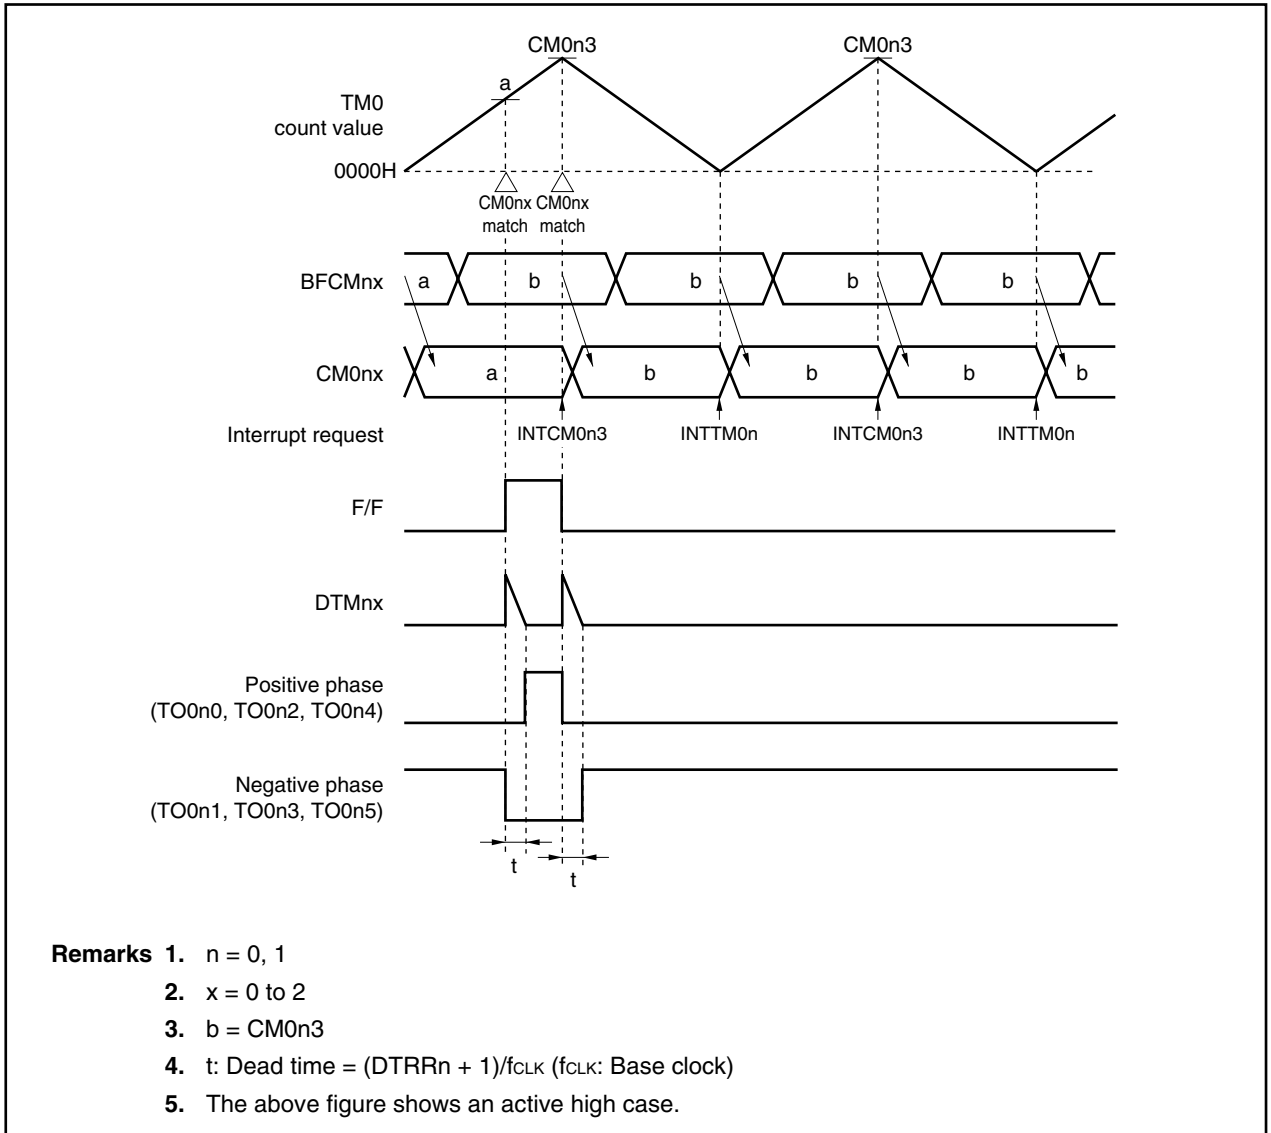 CM0n3 CM0n3
a
TM0
count value
0000H
CM0nx CM0nx
match match
BFCMnx a b b b b
CM0nx a b b b b
Interrupt request INTCM0n3 INTTM0n INTCM0n3 INTTM0n
F/F
DTMnx
Positive phase
(TO0n0, TO0n2, TO0n4)
Negative phase
(TO0n1, TO0n3, TO0n5)
t
t
Remarks 1. n = 0, 1
2. x = 0 to 2
3. b = CM0n3
4. t: Dead time = (DTRRn + 1)/fCLK (fCLK: Base clock)
5. The above figure shows an active high case.